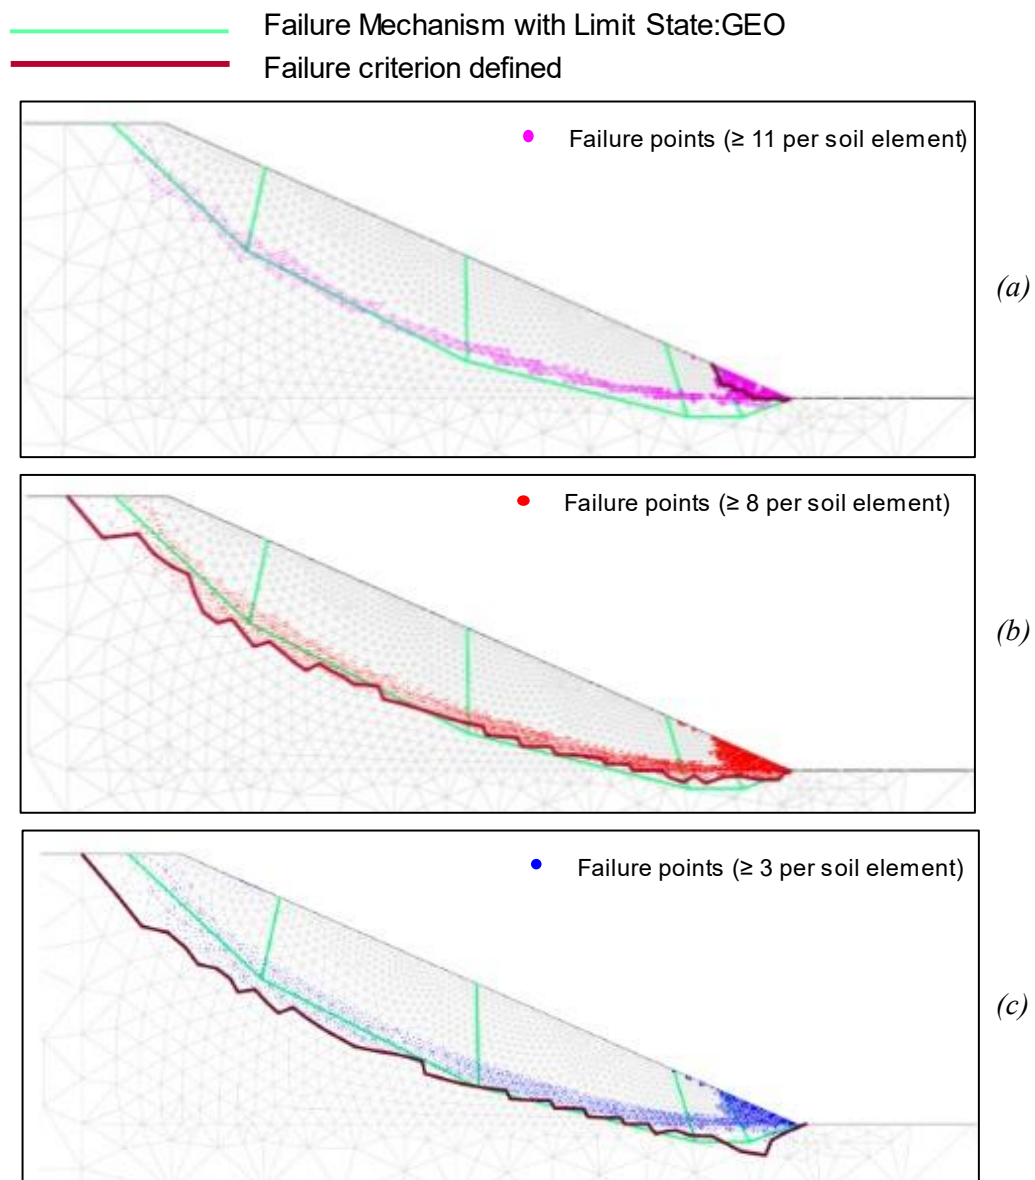 Failure Mechanism with Limit State:GEO
Failure criterion defined
Failure points (≥ 11 per soil element)
(a)
Failure points (≥ 8 per soil element)
(b)
Failure points (≥ 3 per soil element)
(c)